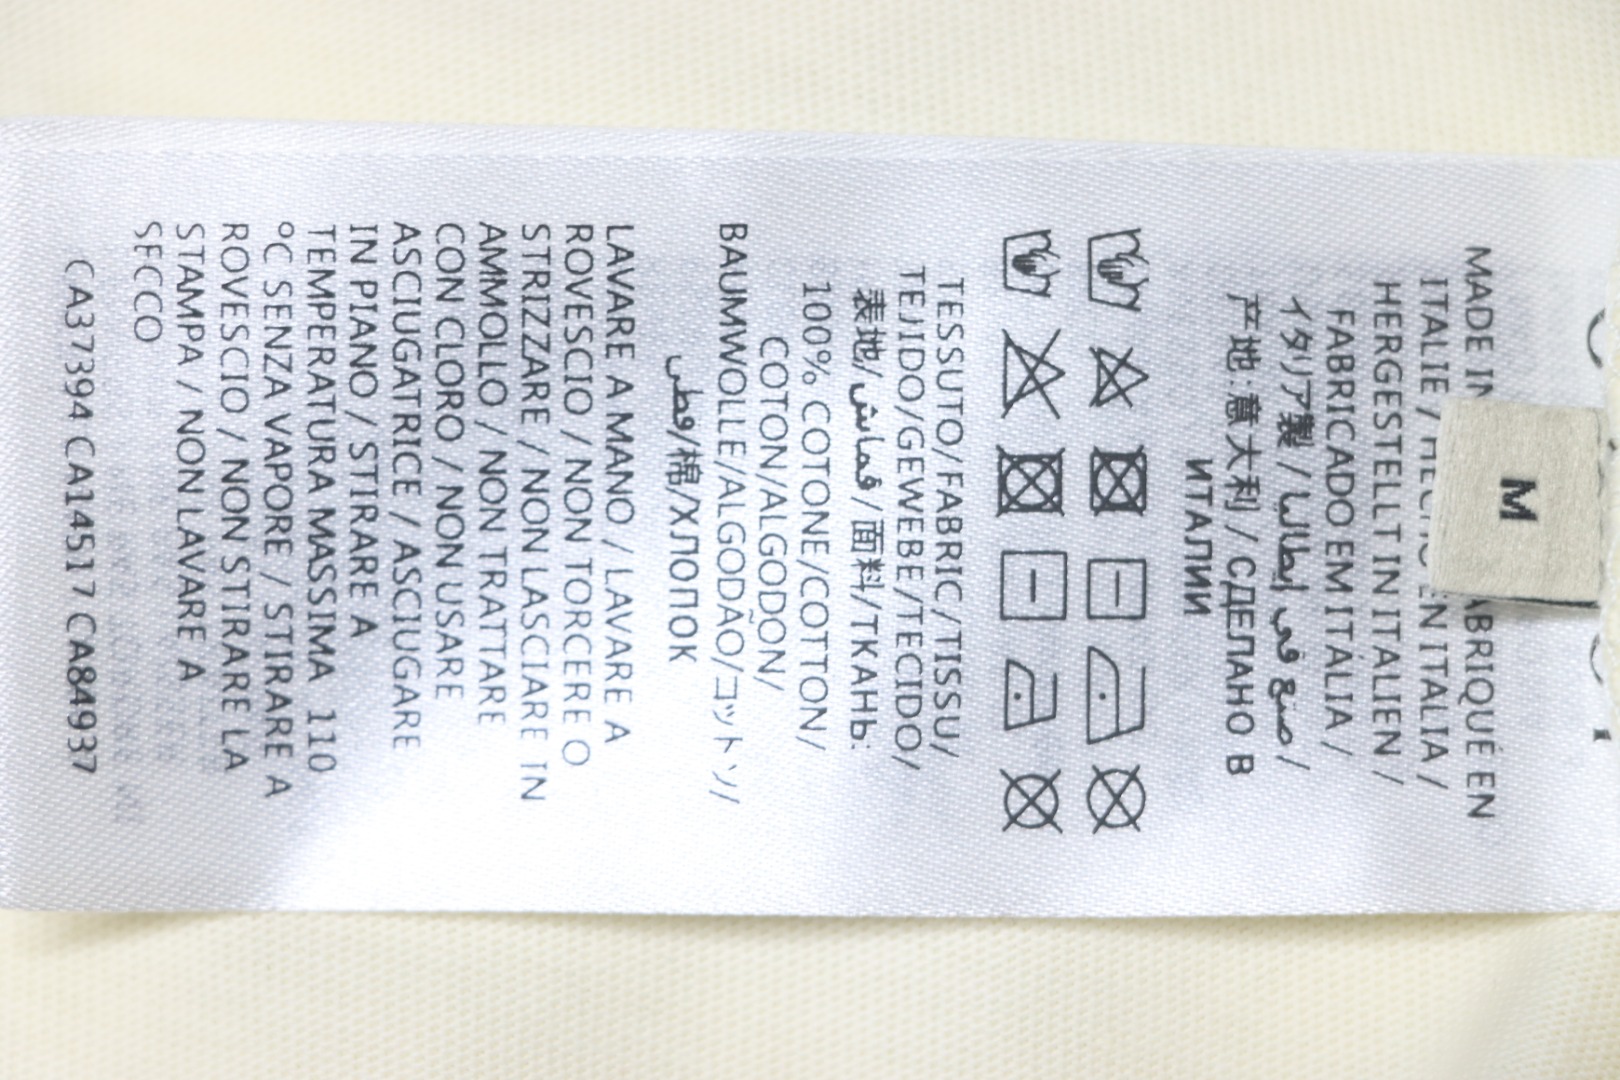 M
MADE IN
FABRIQUÉ EN
ITALIE /
EN ITALIA /
HERGESTELLT IN ITALIEN /
FABRICADO EM ITÁLIA /
イタリア製 / صنع في إيطاليا /
产地:意大利 / СДЕЛАНО В
ИТАЛИИ
TESSUTO/FABRIC/TISSU/
TEJIDO/GEWEBE/TECIDO/
表地/قماش/面料/ТКАНЬ:
100% COTONE/COTTON/
COTON/ALGODÓN/
BAUMWOLLE/ALGODÃO/コットン/
قطن/棉/ХЛОПОК
LAVARE A MANO / LAVARE A
ROVESCIO / NON TORCERE O
STRIZZARE / NON LASCIARE IN
AMMOLLO / NON TRATTARE
CON CLORO / NON USARE
ASCIUGATRICE / ASCIUGARE
IN PIANO / STIRARE A
TEMPERATURA MASSIMA 110
°C SENZA VAPORE / STIRARE A
ROVESCIO / NON STIRARE LA
STAMPA / NON LAVARE A
SECCO
CA37394 CA14517 CA84937